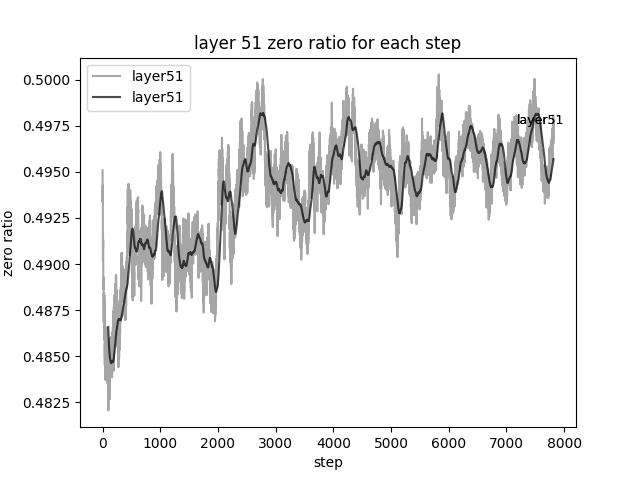 layer 51 zero ratio for each step
layer51
layer51
layer51
zero ratio
0.5000
0.4975
0.4950
0.4925
0.4900
0.4875
0.4850
0.4825
0 1000 2000 3000 4000 5000 6000 7000 8000
step